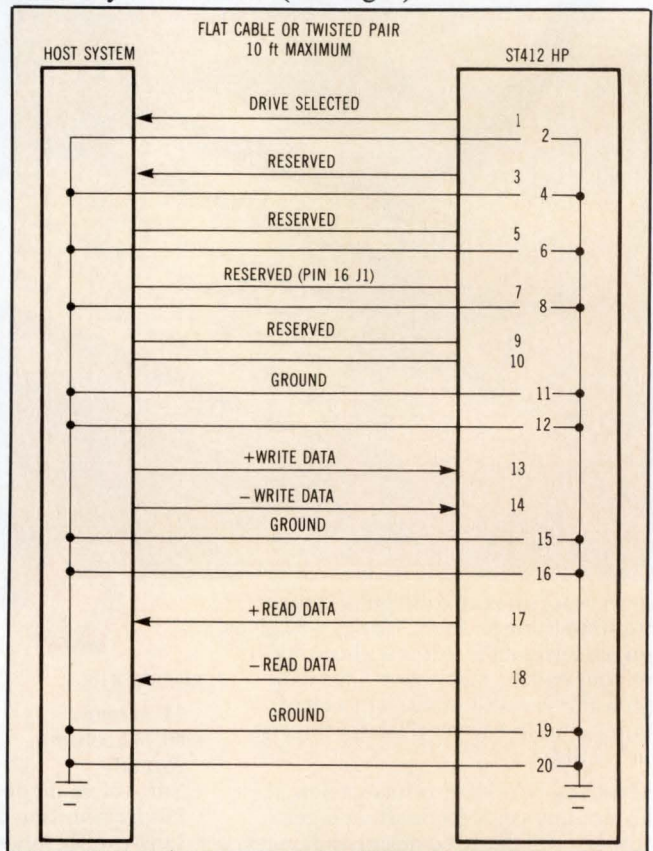 FLAT CABLE OR TWISTED PAIR
10 ft MAXIMUM
HOST SYSTEM
ST412 HP
DRIVE SELECTED
1
2
RESERVED
3
4
RESERVED
5
6
RESERVED (PIN 16 J1)
7
8
RESERVED
9
10
GROUND
11
12
+WRITE DATA
13
−WRITE DATA
14
GROUND
15
16
+READ DATA
17
−READ DATA
18
GROUND
19
20